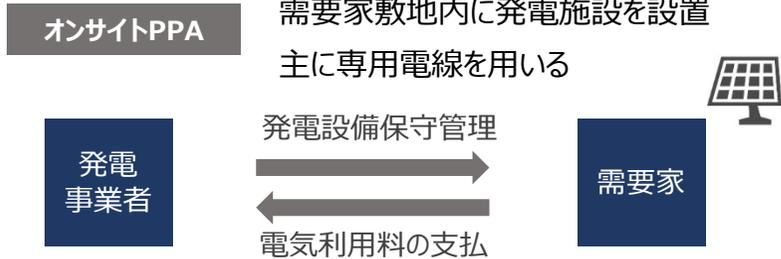 オンサイトPPA
需要家敷地内に発電施設を設置
主に専用電線を用いる
発電設備保守管理
発電
事業者
需要家
電気利用料の支払